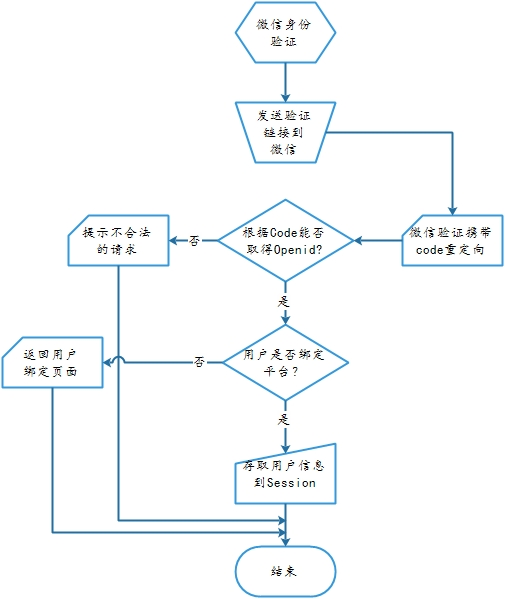 微信身份
验证
发送验证
链接到
微信
提示不合法
的请求
否
根据Code能否
取得Openid?
微信验证携带
code重定向
是
返回用户
绑定页面
否
用户是否绑定
平台?
是
存取用户信息
到Session
结束